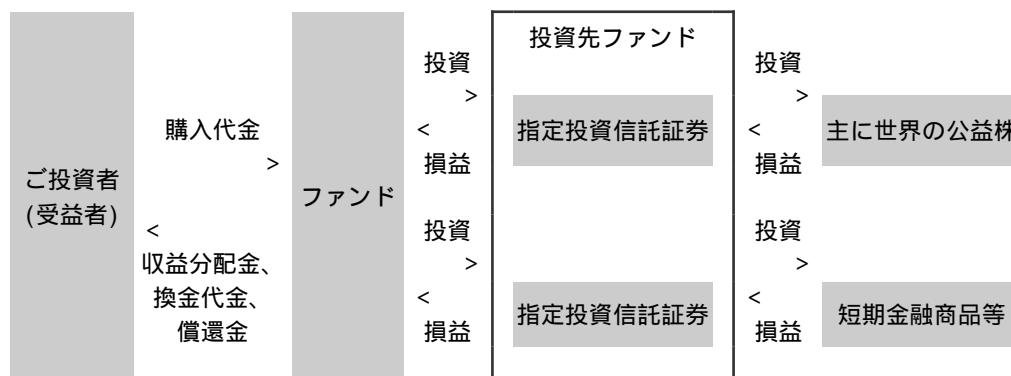 投資先ファンド
投資
>
投資
>
購入代金
>
<
指定投資信託証券
<
主に世界の公益株
損益
損益
ご投資者
(受益者)
ファンド
<
収益分配金、
換金代金、
償還金
投資
>
投資
>
<
指定投資信託証券
<
短期金融商品等
損益
損益